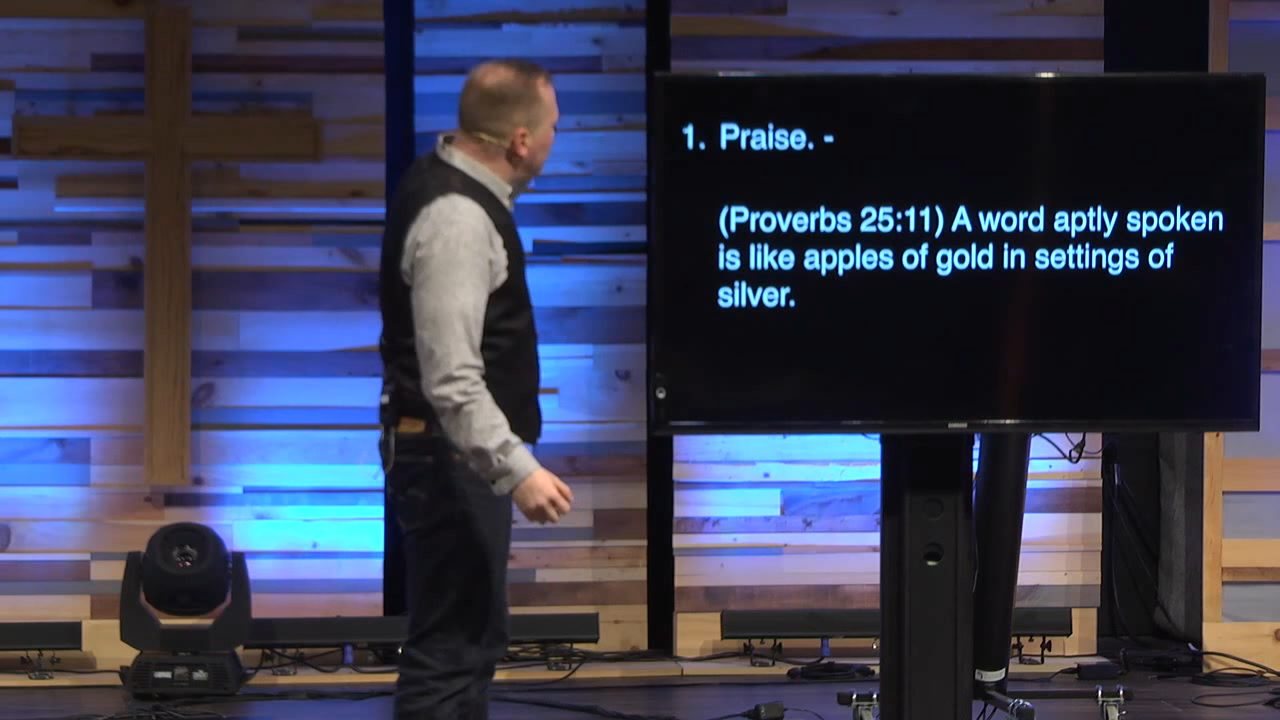 1. Praise. -
(Proverbs 25:11) A word aptly spoken
is like apples of gold in settings of
silver.